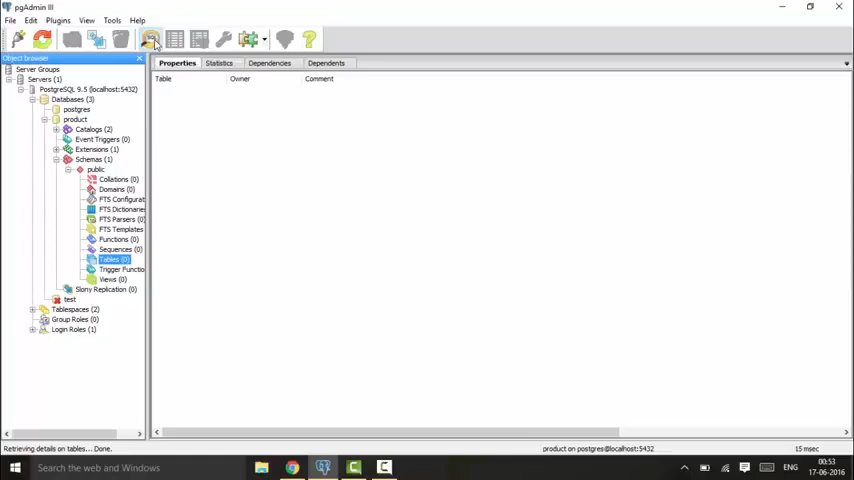 pgAdmin III
File Edit Plugins View Tools Help
SQL
Object browser
Server Groups
Servers (1)
PostgreSQL 9.5 (localhost:5432)
Databases (3)
postgres
product
Catalogs (2)
Event Triggers (0)
Extensions (1)
Schemas (1)
public
Collations (0)
Domains (0)
FTS Configurat
FTS Dictionaries
FTS Parsers (0)
FTS Templates
Functions (0)
Sequences (0)
Tables (0)
Trigger Functio
Views (0)
Slony Replication (0)
test
Tablespaces (2)
Group Roles (0)
Login Roles (1)
Properties Statistics Dependencies Dependents
Table Owner Comment
Retrieving details on tables... Done. product on postgres@localhost:5432 15 msec
Search the web and Windows
ENG
00:53
17-06-2016